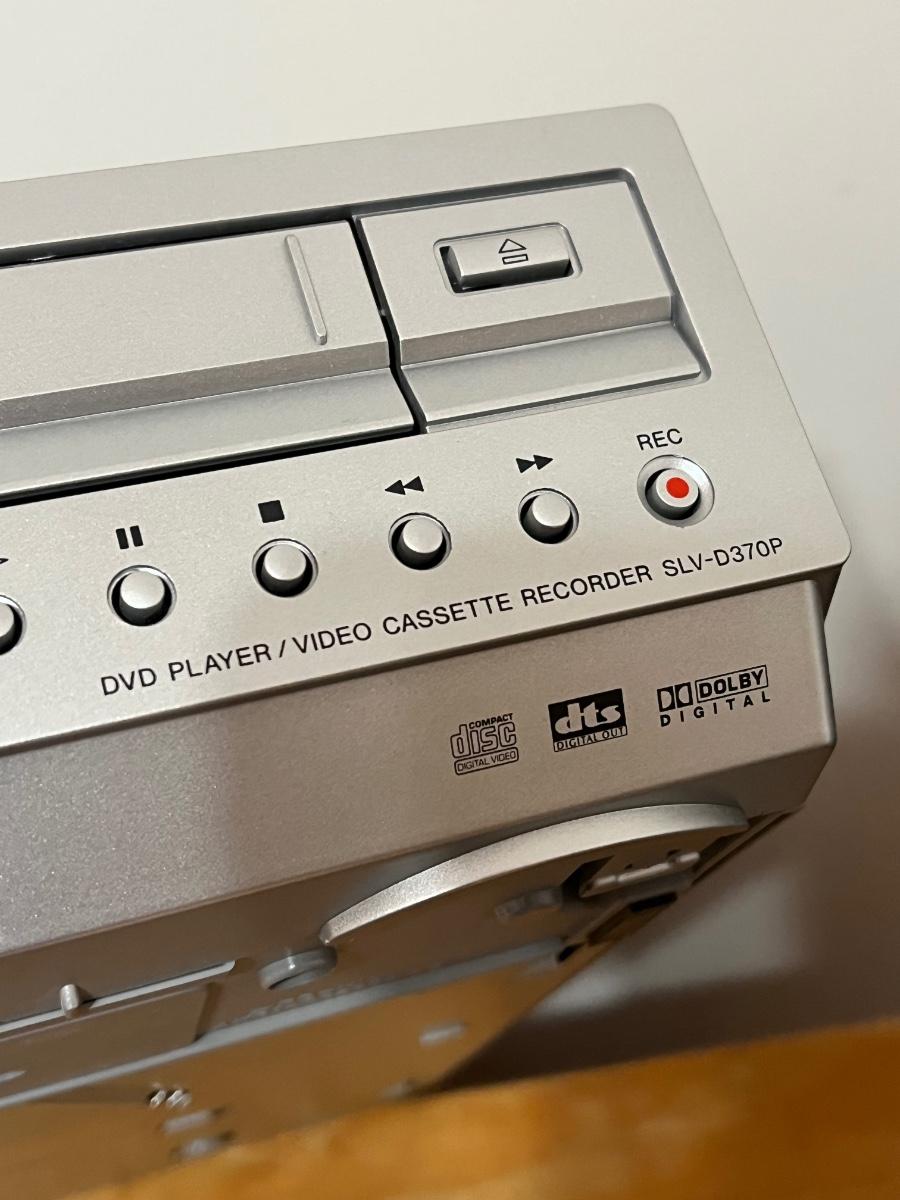 REC
DVD PLAYER / VIDEO CASSETTE RECORDER SLV-D370P
COMPACT
disc
DIGITAL VIDEO
dts
DIGITAL OUT
DOLBY
DIGITAL